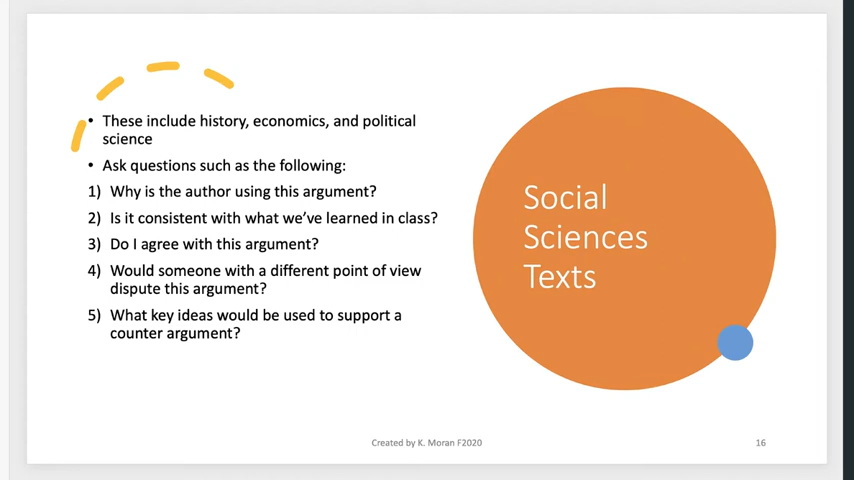 • These include history, economics, and political
science
• Ask questions such as the following:
1) Why is the author using this argument?
2) Is it consistent with what we've learned in class?
3) Do I agree with this argument?
4) Would someone with a different point of view
dispute this argument?
5) What key ideas would be used to support a
counter argument?
Social
Sciences
Texts
Created by K. Moran F2020
16